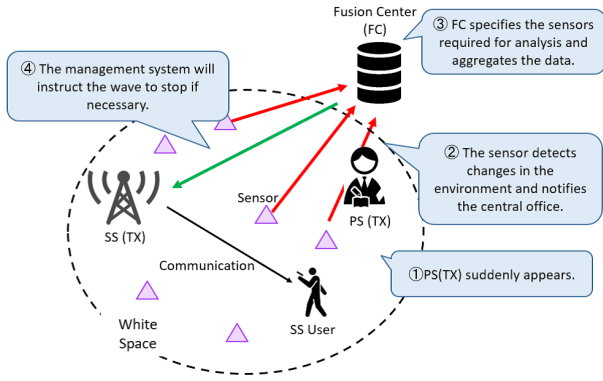 Fusion Center
(FC)
③ FC specifies the sensors
required for analysis and
aggregates the data.
④ The management system will
instruct the wave to stop if
necessary.
② The sensor detects
changes in the
environment and notifies
the central office.
Sensor
PS (TX)
SS (TX)
Communication
①PS(TX) suddenly appears.
SS User
White
Space